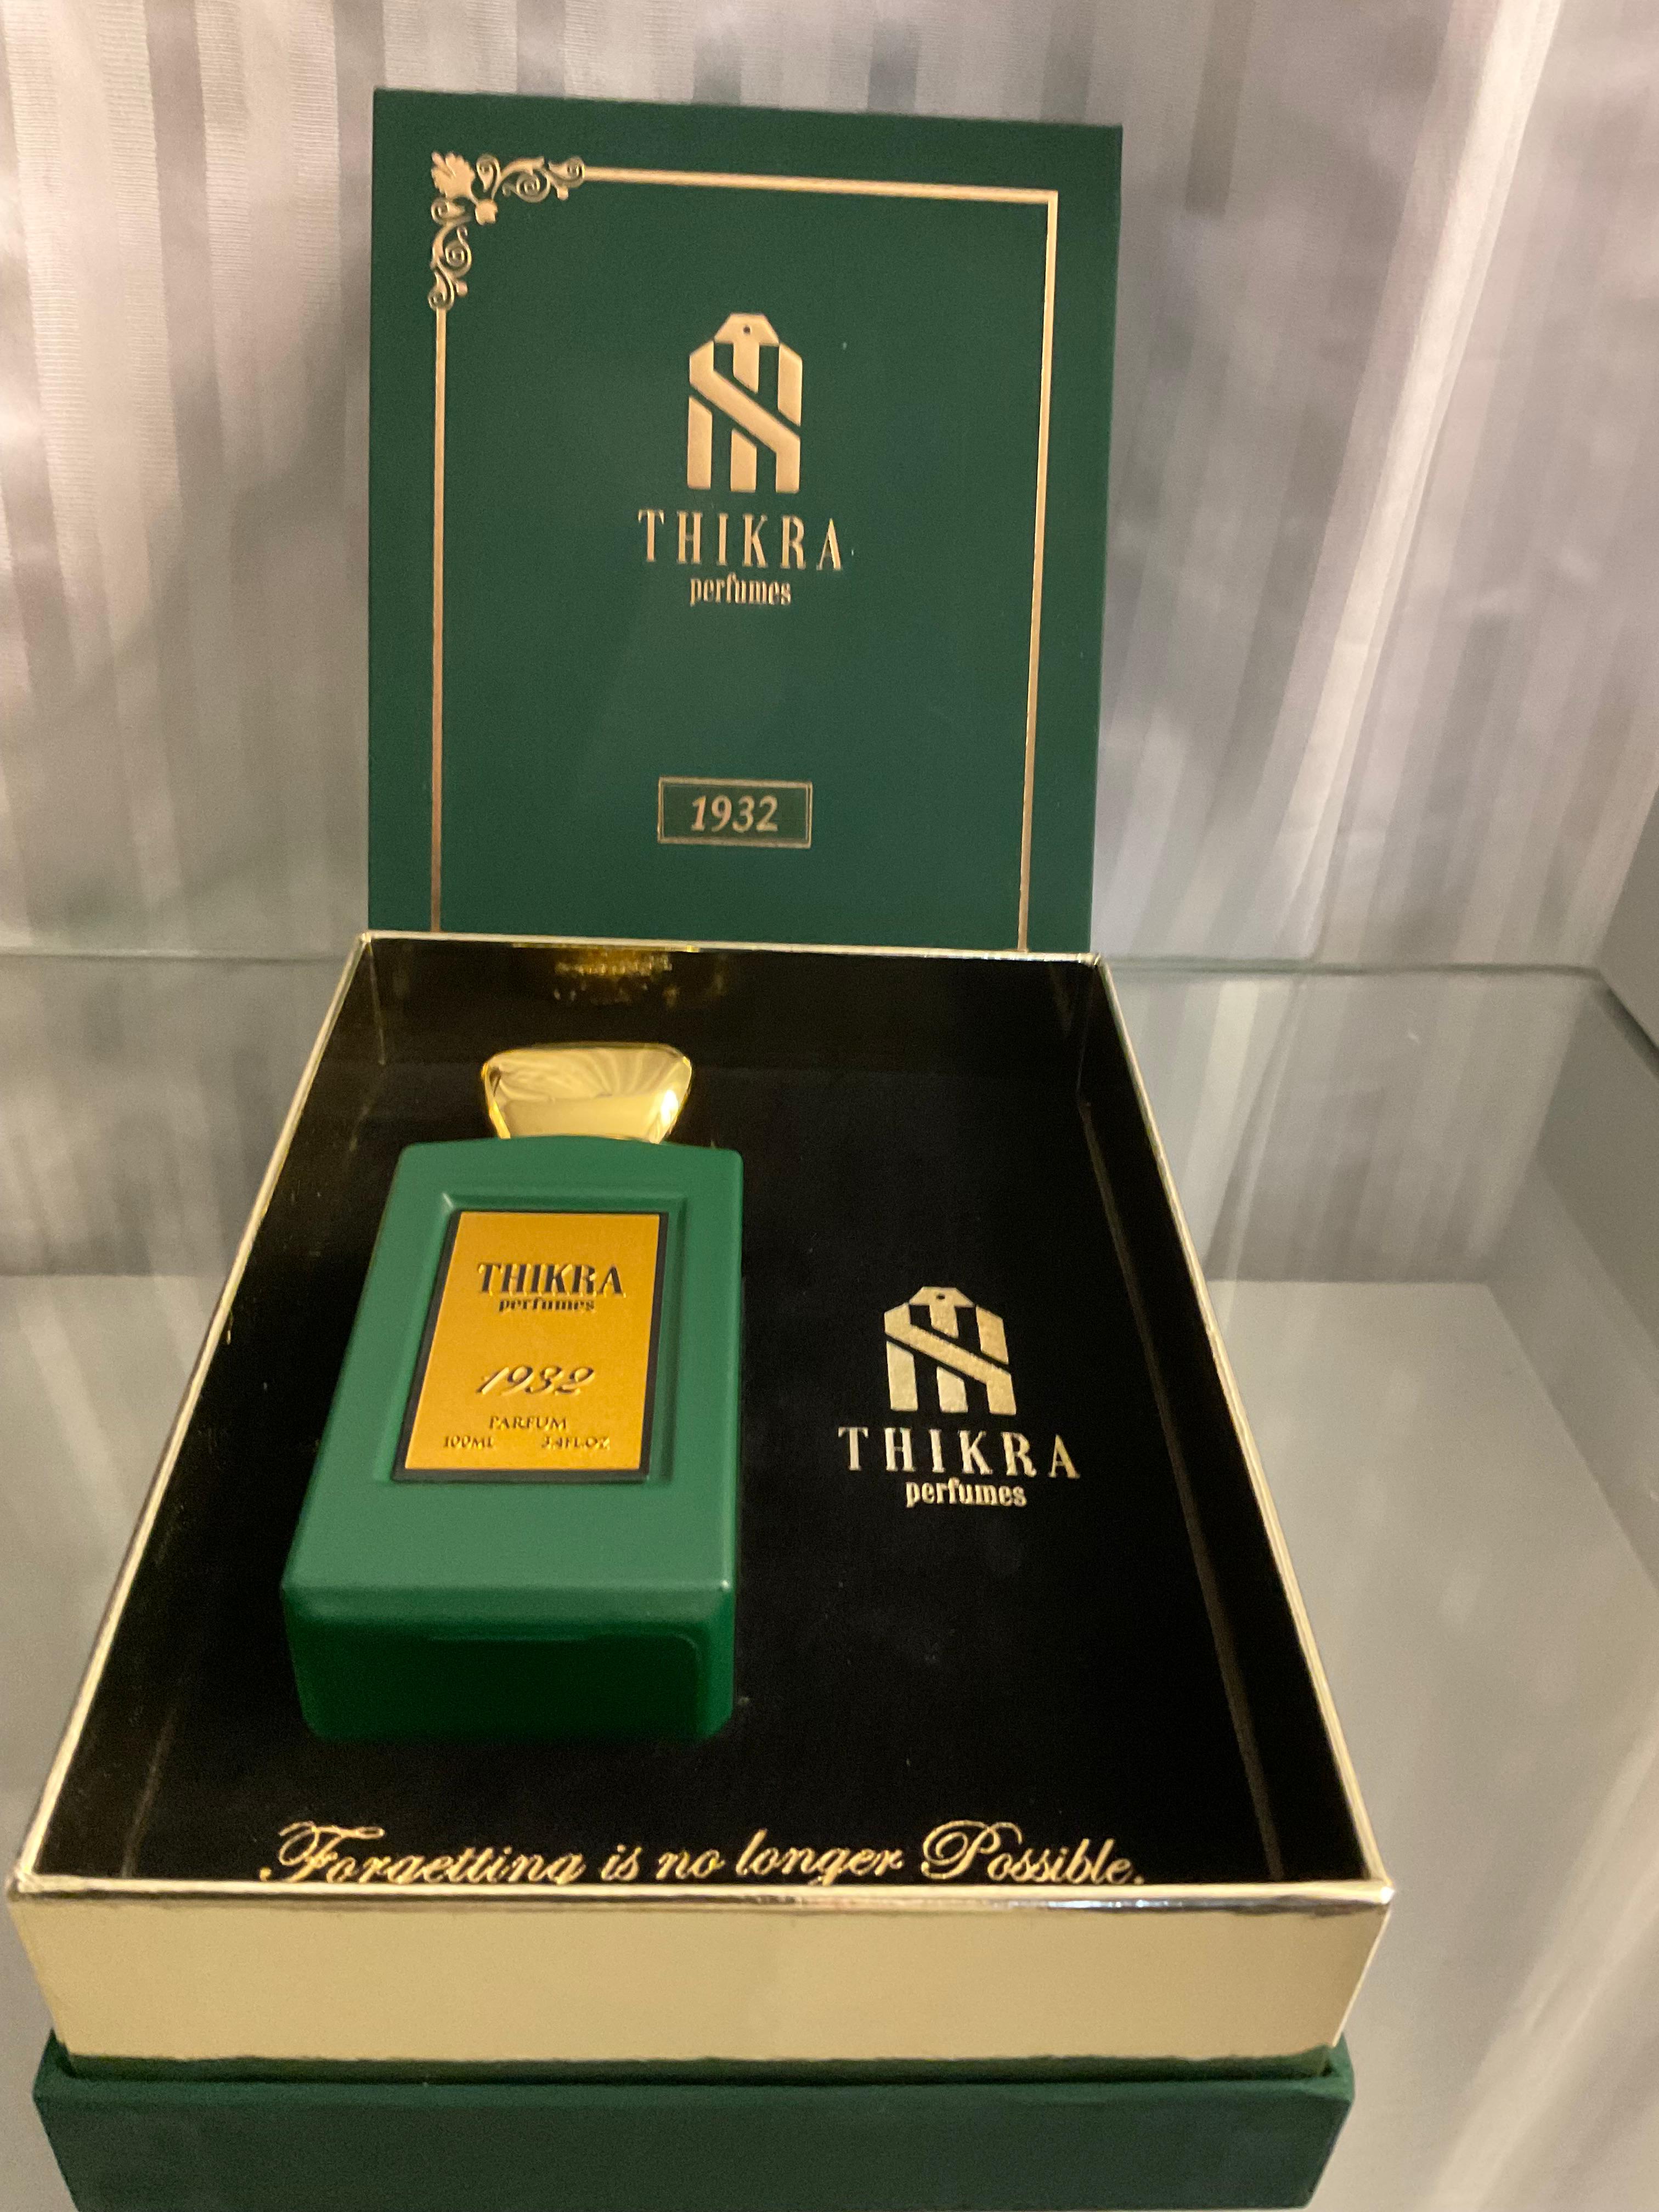 THIKRA
perfumes
1932
THIKRA
perfumes
1932
PARFUM
100ML 3.4FL.OZ
THIKRA
perfumes
Forgetting is no longer Possible.